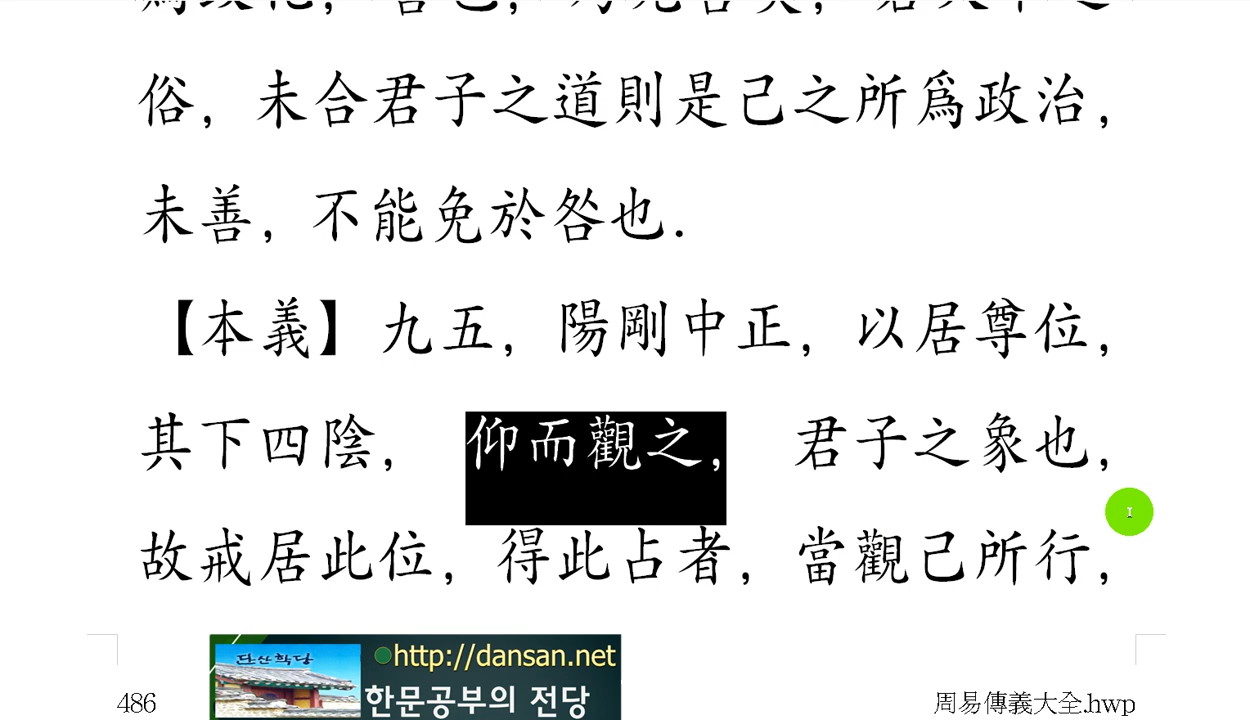 俗, 未合君子之道則是己之所爲政治,
未善, 不能免於咎也.
【本義】 九五, 陽剛中正, 以居尊位,
其下四陰, 仰而觀之, 君子之象也,
故戒居此位, 得此占者, 當觀己所行,
단산학당
http://dansan.net
한문공부의 전당
486
周易傳義大全.hwp